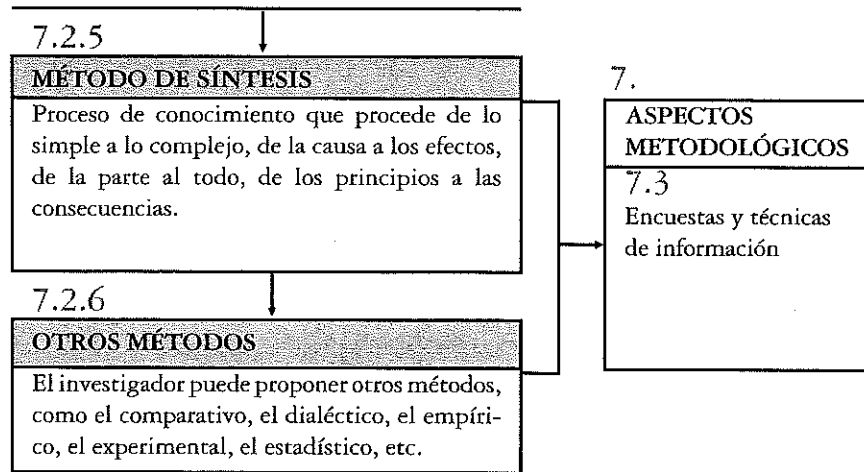 7.2.5
MÉTODO DE SÍNTESIS
Proceso de conocimiento que procede de lo
simple a lo complejo, de la causa a los efectos,
de la parte al todo, de los principios a las
consecuencias.
7.2.6
OTROS MÉTODOS
El investigador puede proponer otros métodos,
como el comparativo, el dialéctico, el empíri-
co, el experimental, el estadístico, etc.
7.
ASPECTOS
METODOLÓGICOS
7.3
Encuestas y técnicas
de información